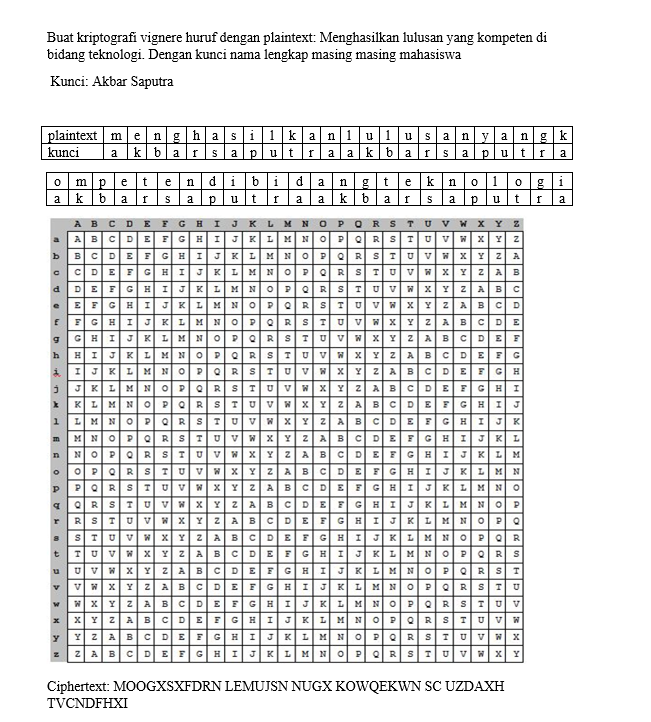 Buat kriptografi vignere huruf dengan plaintext: Menghasilkan lulusan yang kompeten di
bidang teknologi. Dengan kunci nama lengkap masing masing mahasiswa
Kunci: Akbar Saputra
plaintext m e n g h a s i l k a n l u l u s a n y a n g k
kunci a k b a r s a p u t r a a k b a r s a p u t r a
o m p e t e n d i b i d a n g t e k n o l o g i
a k b a r s a p u t r a a k b a r s a p u t r a
A B C D E F G H I J K L M N O P Q R S T U V W X Y Z
a A B C D E F G H I J K L M N O P Q R S T U V W X Y Z
b B C D E F G H I J K L M N O P Q R S T U V W X Y Z A
c C D E F G H I J K L M N O P Q R S T U V W X Y Z A B
d D E F G H I J K L M N O P Q R S T U V W X Y Z A B C
e E F G H I J K L M N O P Q R S T U V W X Y Z A B C D
f F G H I J K L M N O P Q R S T U V W X Y Z A B C D E
g G H I J K L M N O P Q R S T U V W X Y Z A B C D E F
h H I J K L M N O P Q R S T U V W X Y Z A B C D E F G
i I J K L M N O P Q R S T U V W X Y Z A B C D E F G H
j J K L M N O P Q R S T U V W X Y Z A B C D E F G H I
k K L M N O P Q R S T U V W X Y Z A B C D E F G H I J
l L M N O P Q R S T U V W X Y Z A B C D E F G H I J K
m M N O P Q R S T U V W X Y Z A B C D E F G H I J K L
n N O P Q R S T U V W X Y Z A B C D E F G H I J K L M
o O P Q R S T U V W X Y Z A B C D E F G H I J K L M N
p P Q R S T U V W X Y Z A B C D E F G H I J K L M N O
q Q R S T U V W X Y Z A B C D E F G H I J K L M N O P
r R S T U V W X Y Z A B C D E F G H I J K L M N O P Q
s S T U V W X Y Z A B C D E F G H I J K L M N O P Q R
t T U V W X Y Z A B C D E F G H I J K L M N O P Q R S
u U V W X Y Z A B C D E F G H I J K L M N O P Q R S T
v V W X Y Z A B C D E F G H I J K L M N O P Q R S T U
w W X Y Z A B C D E F G H I J K L M N O P Q R S T U V
x X Y Z A B C D E F G H I J K L M N O P Q R S T U V W
y Y Z A B C D E F G H I J K L M N O P Q R S T U V W X
z Z A B C D E F G H I J K L M N O P Q R S T U V W X Y
Ciphertext: MOOGXSXFDRN LEMUJSN NUGX KOWQEKWN SC UZDAXH
TVCNDFHXI